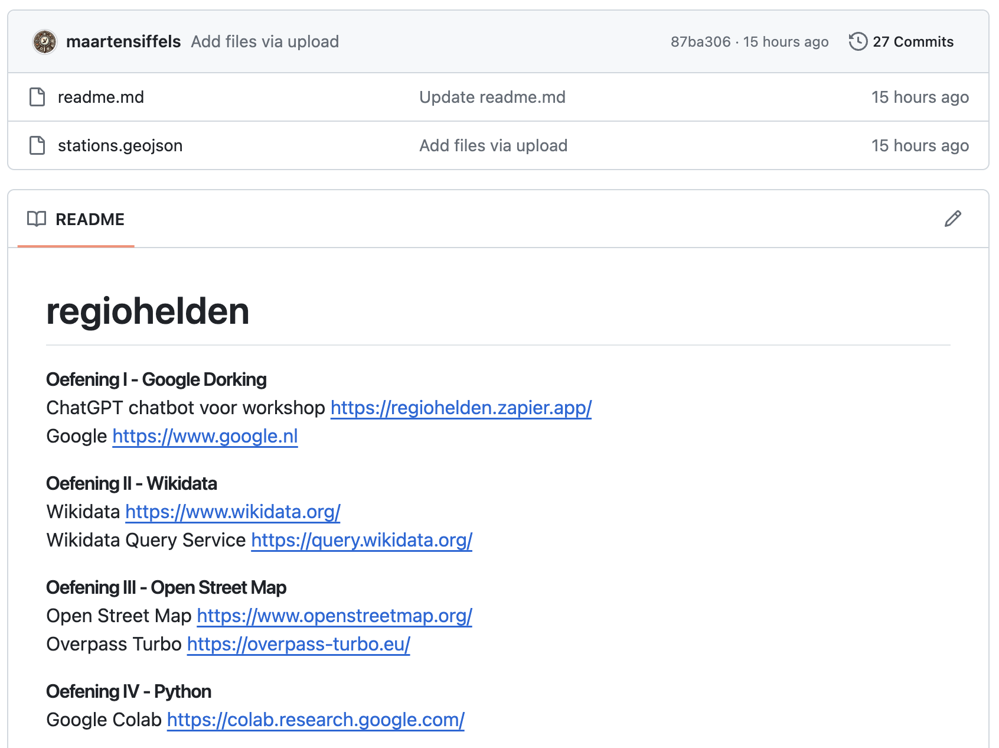 maartensiffels Add files via upload 87ba306 · 15 hours ago 27 Commits
readme.md Update readme.md 15 hours ago
stations.geojson Add files via upload 15 hours ago
README
regiohelden
Oefening I - Google Dorking
ChatGPT chatbot voor workshop https://regiohelden.zapier.app/
Google https://www.google.nl
Oefening II - Wikidata
Wikidata https://www.wikidata.org/
Wikidata Query Service https://query.wikidata.org/
Oefening III - Open Street Map
Open Street Map https://www.openstreetmap.org/
Overpass Turbo https://overpass-turbo.eu/
Oefening IV - Python
Google Colab https://colab.research.google.com/